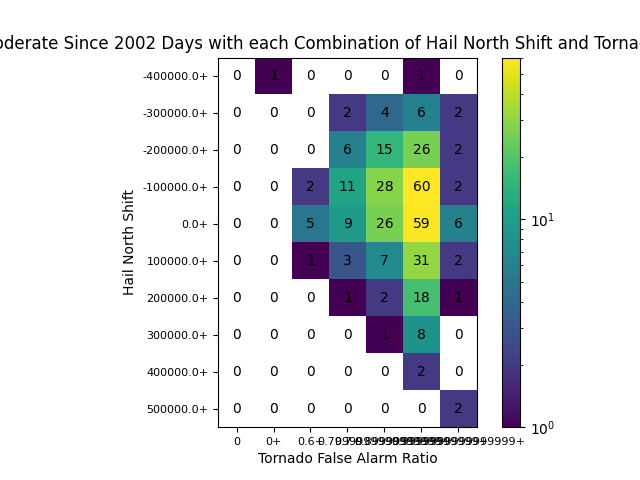 oderate Since 2002 Days with each Combination of Hail North Shift and Torna
Hail North Shift
-400000.0+ 0 1 0 0 0 1 0
-300000.0+ 0 0 0 2 4 6 2
-200000.0+ 0 0 0 6 15 26 2
-100000.0+ 0 0 2 11 28 60 2
0.0+ 0 0 5 9 26 59 6
100000.0+ 0 0 1 3 7 31 2
200000.0+ 0 0 0 1 2 18 1
300000.0+ 0 0 0 0 1 8 0
400000.0+ 0 0 0 0 0 2 0
500000.0+ 0 0 0 0 0 0 2
0 0+ 0.6+
Tornado False Alarm Ratio
10¹
10⁰